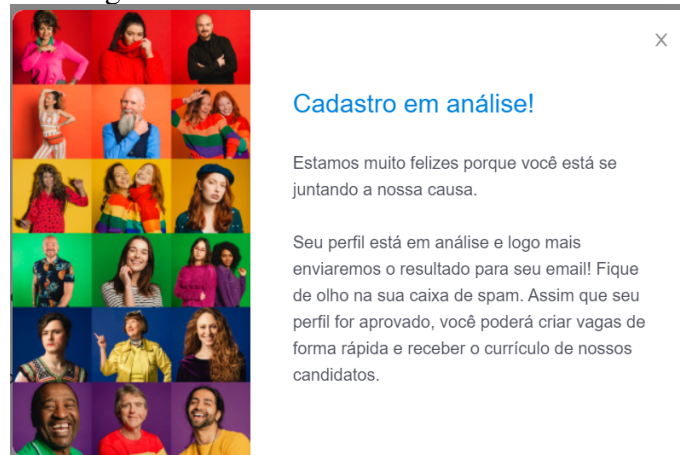 Cadastro em análise!
Estamos muito felizes porque você está se
juntando a nossa causa.
Seu perfil está em análise e logo mais
enviaremos o resultado para seu email! Fique
de olho na sua caixa de spam. Assim que seu
perfil for aprovado, você poderá criar vagas de
forma rápida e receber o currículo de nossos
candidatos.